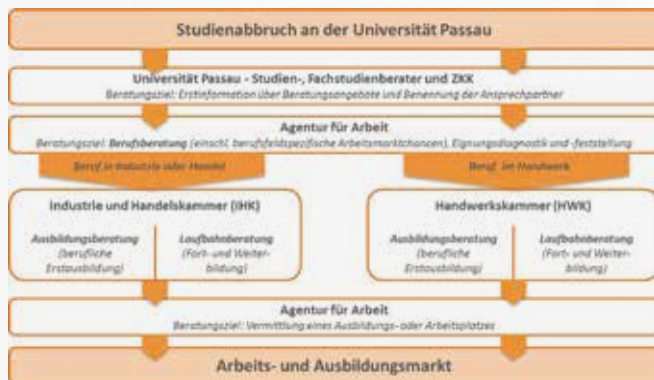 Studienabbruch an der Universität Passau
Universität Passau - Studien-, Fachstudienberater und ZKK
Beratungsziel: Erstinformation über Beratungsangebote und Benennung der Ansprechpartner
Agentur für Arbeit
Beratungsziel: Berufsberatung (einschl. berufsfeldspezifische Arbeitsmarktchancen), Eignungsdiagnostik und -feststellung
Beruf in Industrie oder Handel
Beruf im Handwerk
Industrie und Handelskammer (IHK)
Ausbildungsberatung
(berufliche
Erstausbildung)
Laufbahnberatung
(Fort- und Weiter-
bildung)
Handwerkskammer (HWK)
Ausbildungsberatung
(berufliche
Erstausbildung)
Laufbahnberatung
(Fort- und Weiter-
bildung)
Agentur für Arbeit
Beratungsziel: Vermittlung eines Ausbildungs- oder Arbeitsplatzes
Arbeits- und Ausbildungsmarkt